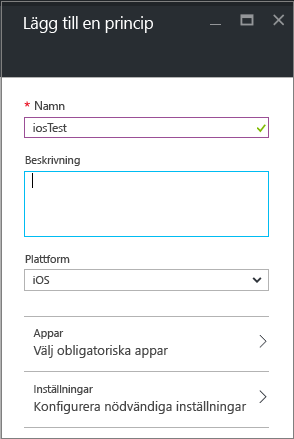 Lägg till en princip
* Namn
iosTest
Beskrivning
Plattform
iOS
Appar
Välj obligatoriska appar
Inställningar
Konfigurera nödvändiga inställningar